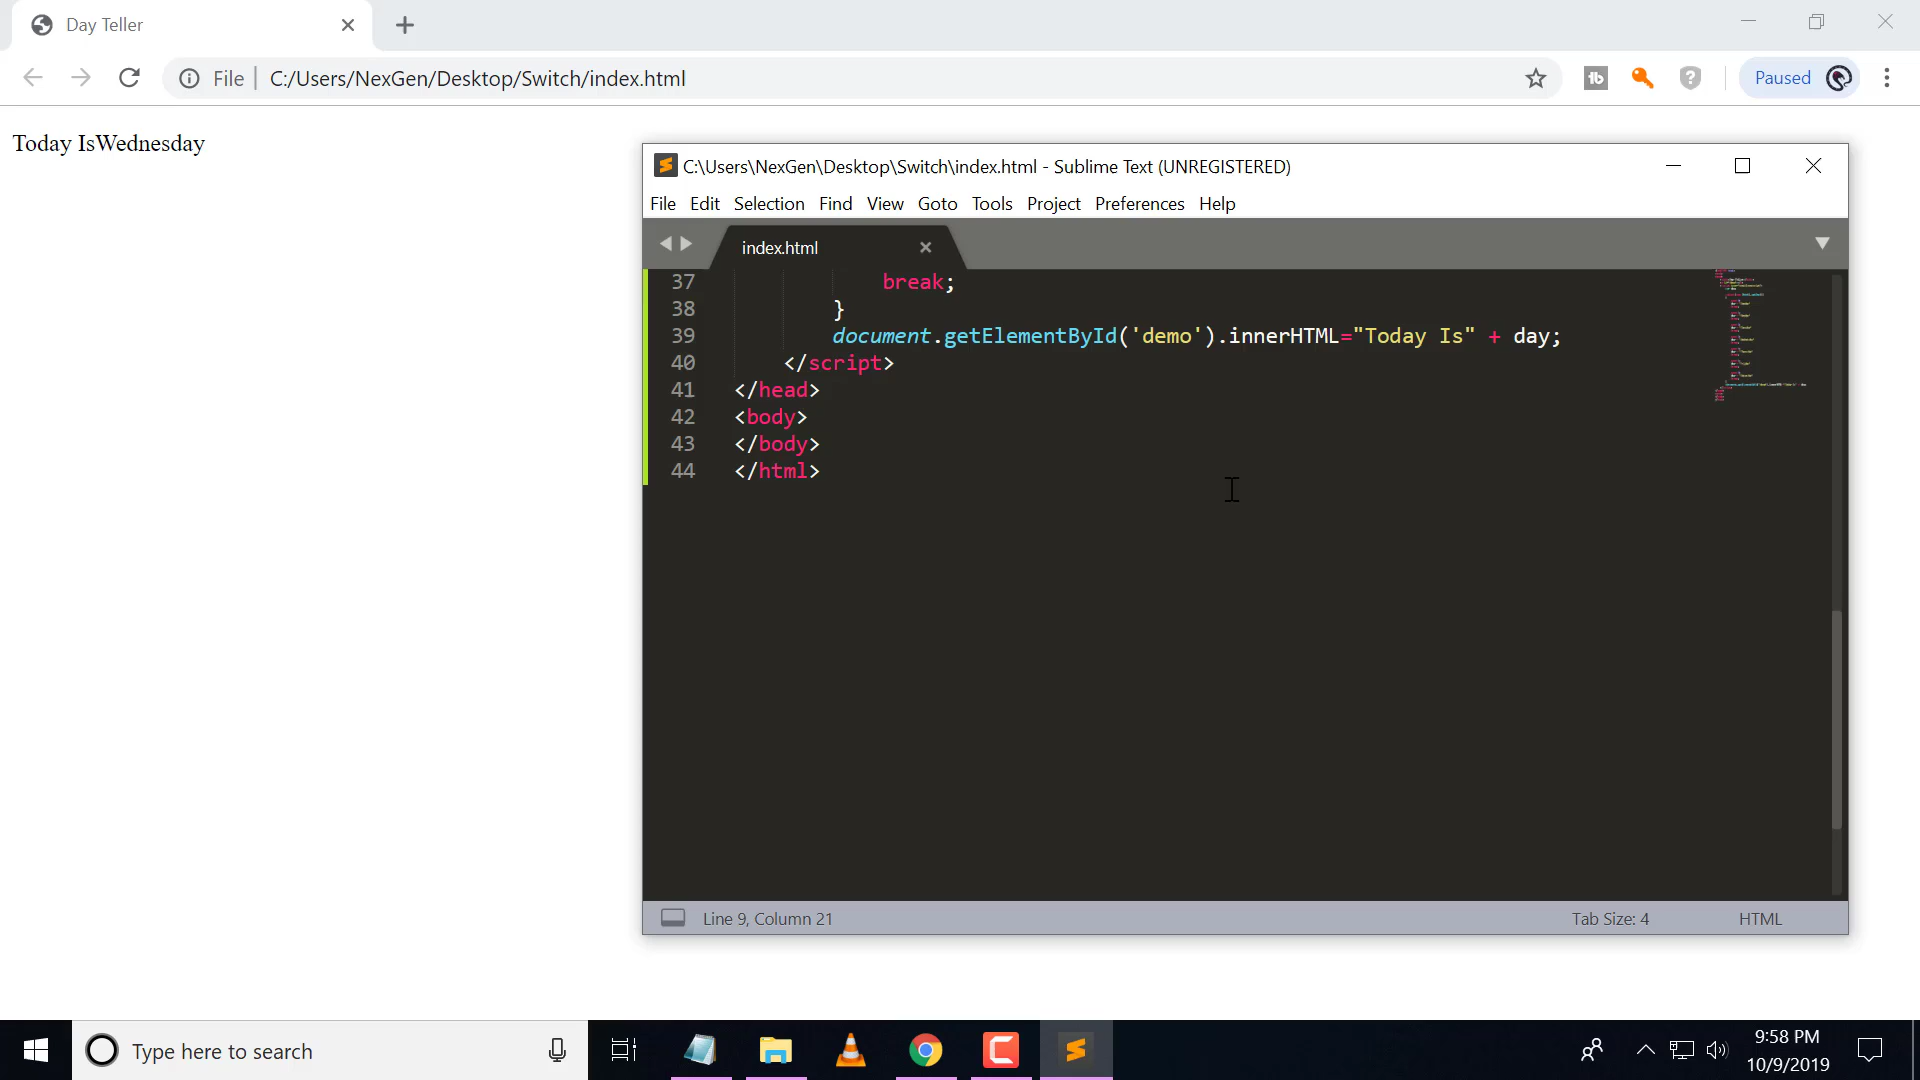 Day Teller
File
C:/Users/NexGen/Desktop/Switch/index.html
Paused
Today IsWednesday
C:\Users\NexGen\Desktop\Switch\index.html - Sublime Text (UNREGISTERED)
File Edit Selection Find View Goto Tools Project Preferences Help
index.html
37 break;
38 }
39 document.getElementById('demo').innerHTML="Today Is" + day;
40 </script>
41 </head>
42 <body>
43 </body>
44 </html>
Line 9, Column 21
Tab Size: 4
HTML
Type here to search
9:58 PM
10/9/2019